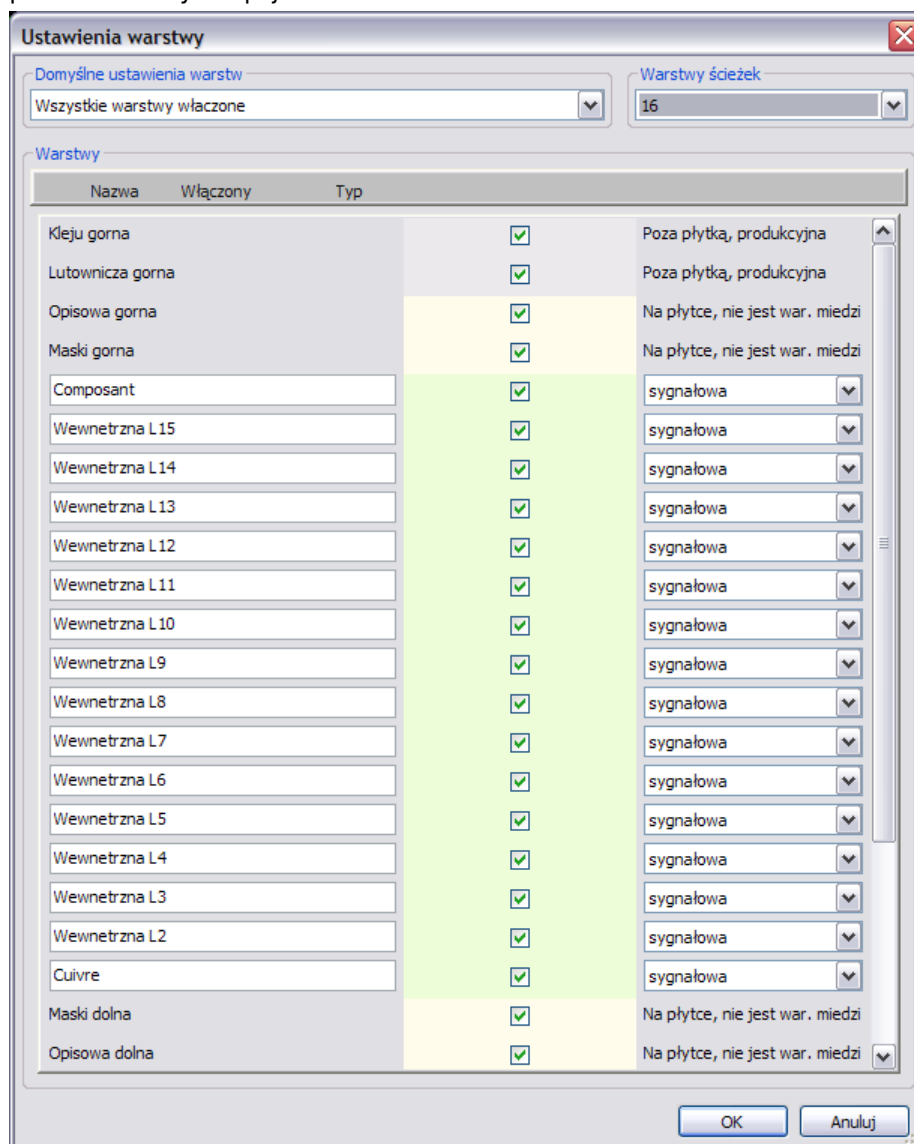 Ustawienia warstwy
Domyślne ustawienia warstw
Warstwy ścieżek
Wszystkie warstwy włączone
16
Warstwy
Nazwa Włączony Typ
Kleju gorna Poza płytką, produkcyjna
Lutownicza gorna Poza płytką, produkcyjna
Opisowa gorna Na płytce, nie jest war. miedzi
Maski gorna Na płytce, nie jest war. miedzi
Composant sygnałowa
Wewnetrzna L15 sygnałowa
Wewnetrzna L14 sygnałowa
Wewnetrzna L13 sygnałowa
Wewnetrzna L12 sygnałowa
Wewnetrzna L11 sygnałowa
Wewnetrzna L10 sygnałowa
Wewnetrzna L9 sygnałowa
Wewnetrzna L8 sygnałowa
Wewnetrzna L7 sygnałowa
Wewnetrzna L6 sygnałowa
Wewnetrzna L5 sygnałowa
Wewnetrzna L4 sygnałowa
Wewnetrzna L3 sygnałowa
Wewnetrzna L2 sygnałowa
Cuivre sygnałowa
Maski dolna Na płytce, nie jest war. miedzi
Opisowa dolna Na płytce, nie jest war. miedzi
OK Anuluj